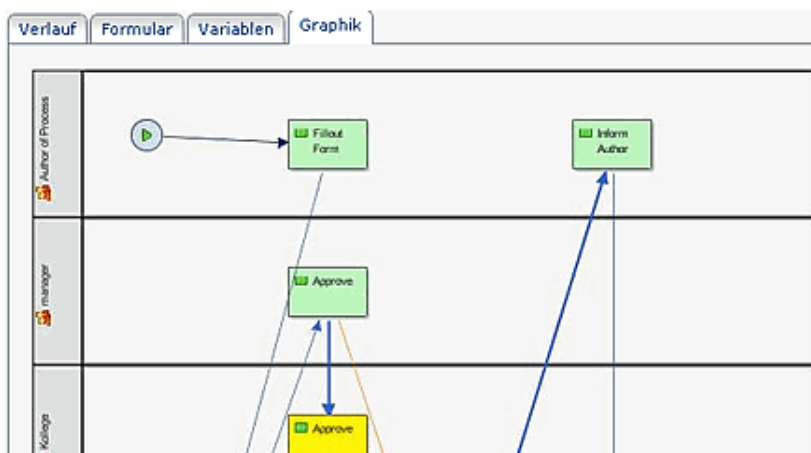 Verlauf
Formular
Variablen
Graphik
Author of Process
Fillout
Form
Inform
Author
manager
Approve
Kollege
Approve